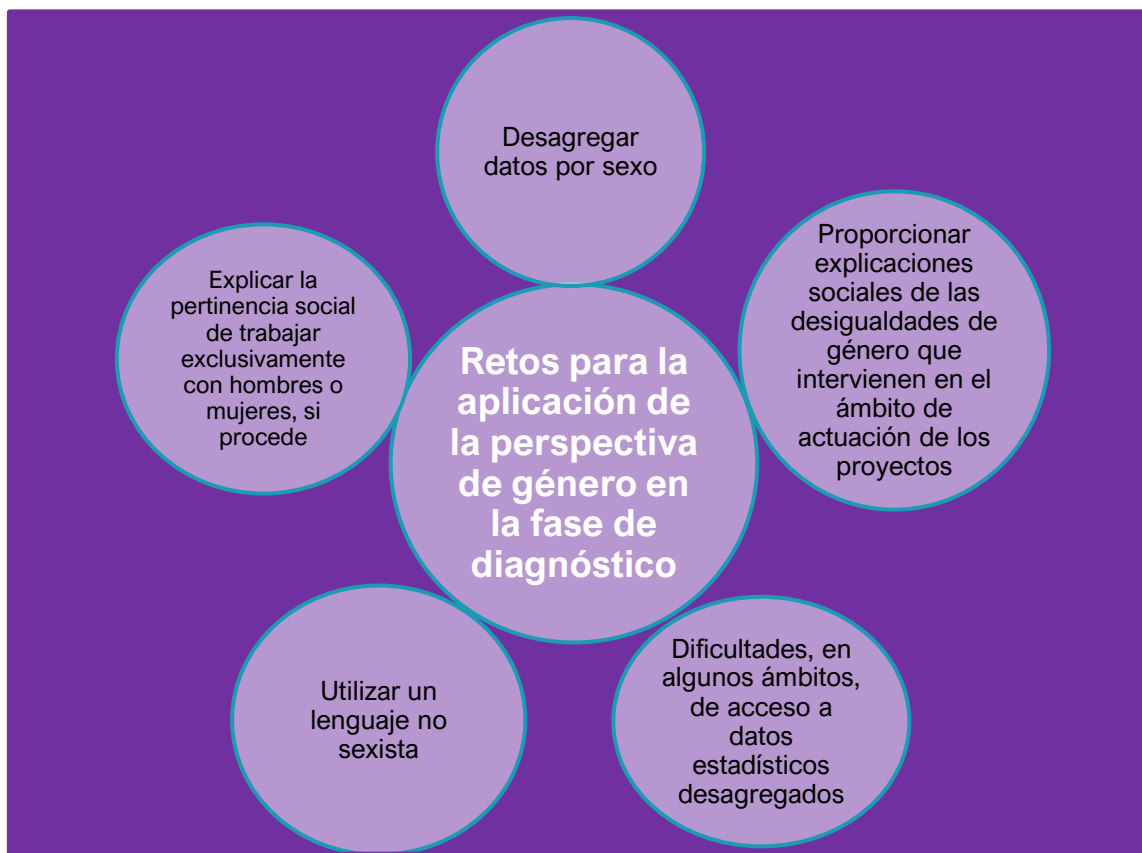 Desagregar
datos por sexo
Proporcionar
explicaciones
sociales de las
desigualdades de
género que
intervienen en el
ámbito de
actuación de los
proyectos
Explicar la
pertinencia social
de trabajar
exclusivamente
con hombres o
mujeres, si
procede
Retos para la
aplicación de
la perspectiva
de género en
la fase de
diagnóstico
Utilizar un
lenguaje no
sexista
Dificultades, en
algunos ámbitos,
de acceso a
datos
estadísticos
desagregados